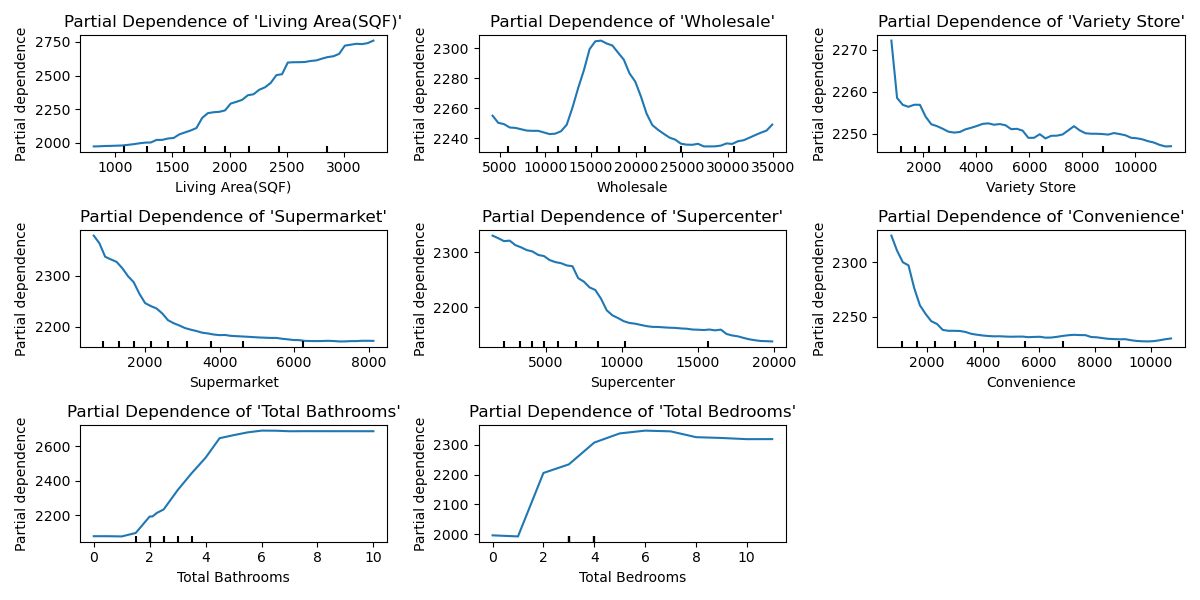 Partial Dependence of 'Living Area(SQF)'
Partial dependence
2750
2500
2250
2000
1000 1500 2000 2500 3000
Living Area(SQF)
Partial Dependence of 'Wholesale'
Partial dependence
2300
2280
2260
2240
5000 10000 15000 20000 25000 30000 35000
Wholesale
Partial Dependence of 'Variety Store'
Partial dependence
2270
2260
2250
2000 4000 6000 8000 10000
Variety Store
Partial Dependence of 'Supermarket'
Partial dependence
2300
2200
2000 4000 6000 8000
Supermarket
Partial Dependence of 'Supercenter'
Partial dependence
2300
2200
5000 10000 15000 20000
Supercenter
Partial Dependence of 'Convenience'
Partial dependence
2300
2250
2000 4000 6000 8000 10000
Convenience
Partial Dependence of 'Total Bathrooms'
Partial dependence
2600
2400
2200
0 2 4 6 8 10
Total Bathrooms
Partial Dependence of 'Total Bedrooms'
Partial dependence
2300
2200
2100
2000
0 2 4 6 8 10
Total Bedrooms